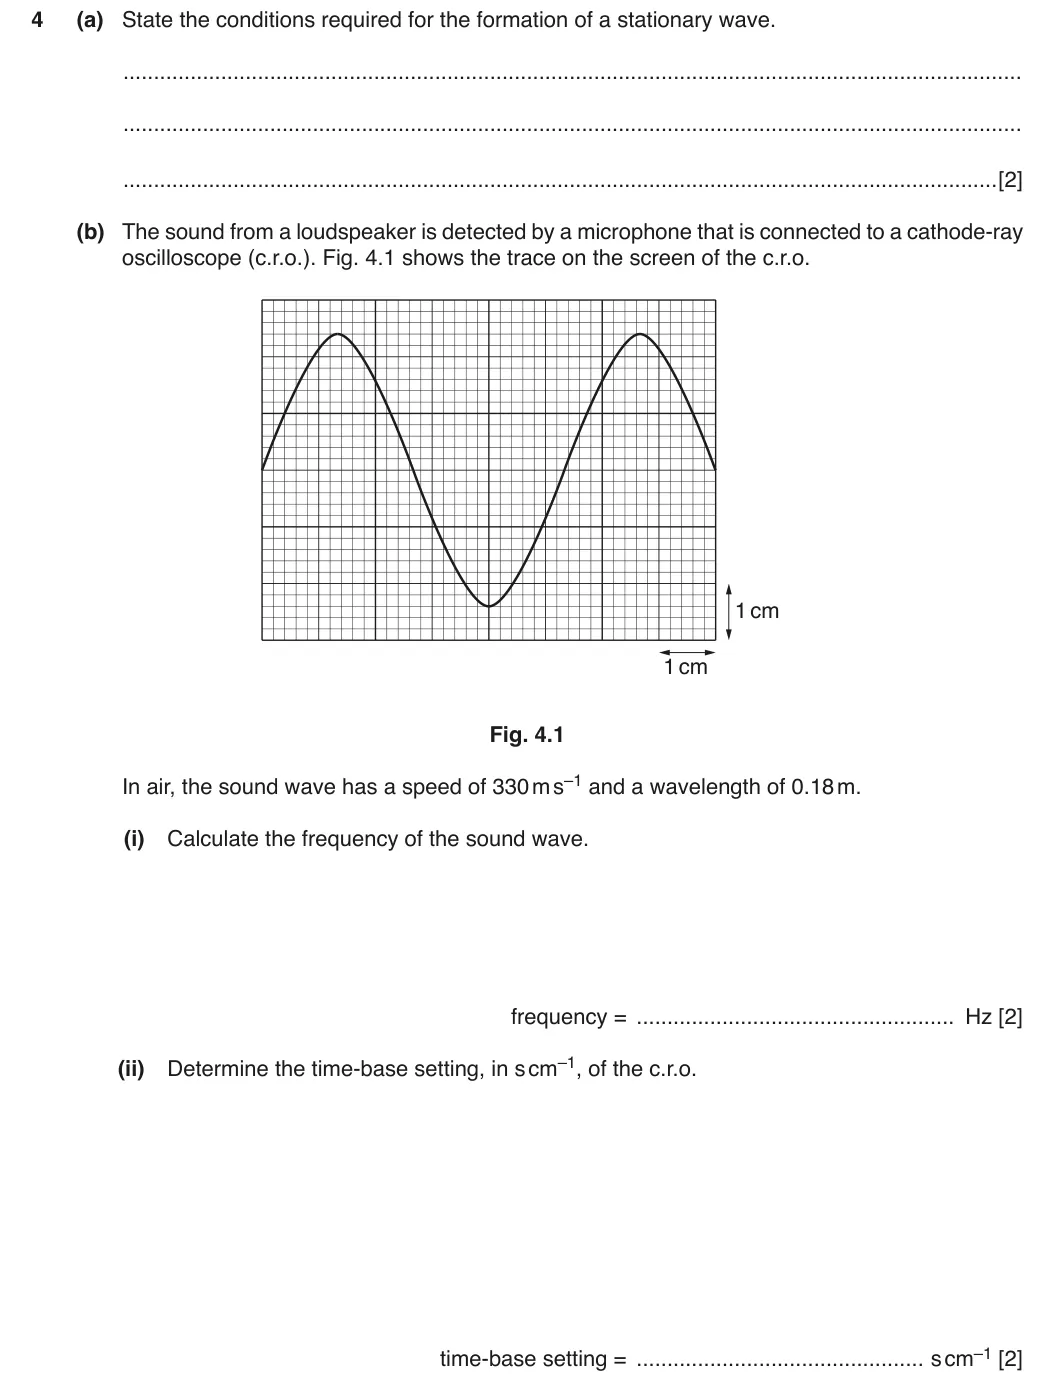 4 (a) State the conditions required for the formation of a stationary wave.
..........................................................................................................................................
..........................................................................................................................................
......................................................................................................................................[2]
(b) The sound from a loudspeaker is detected by a microphone that is connected to a cathode-ray
oscilloscope (c.r.o.). Fig. 4.1 shows the trace on the screen of the c.r.o.
1 cm
1 cm
Fig. 4.1
In air, the sound wave has a speed of 330 m s⁻¹ and a wavelength of 0.18 m.
(i) Calculate the frequency of the sound wave.
frequency = .................................................... Hz [2]
(ii) Determine the time-base setting, in s cm⁻¹, of the c.r.o.
time-base setting = ............................................... s cm⁻¹ [2]